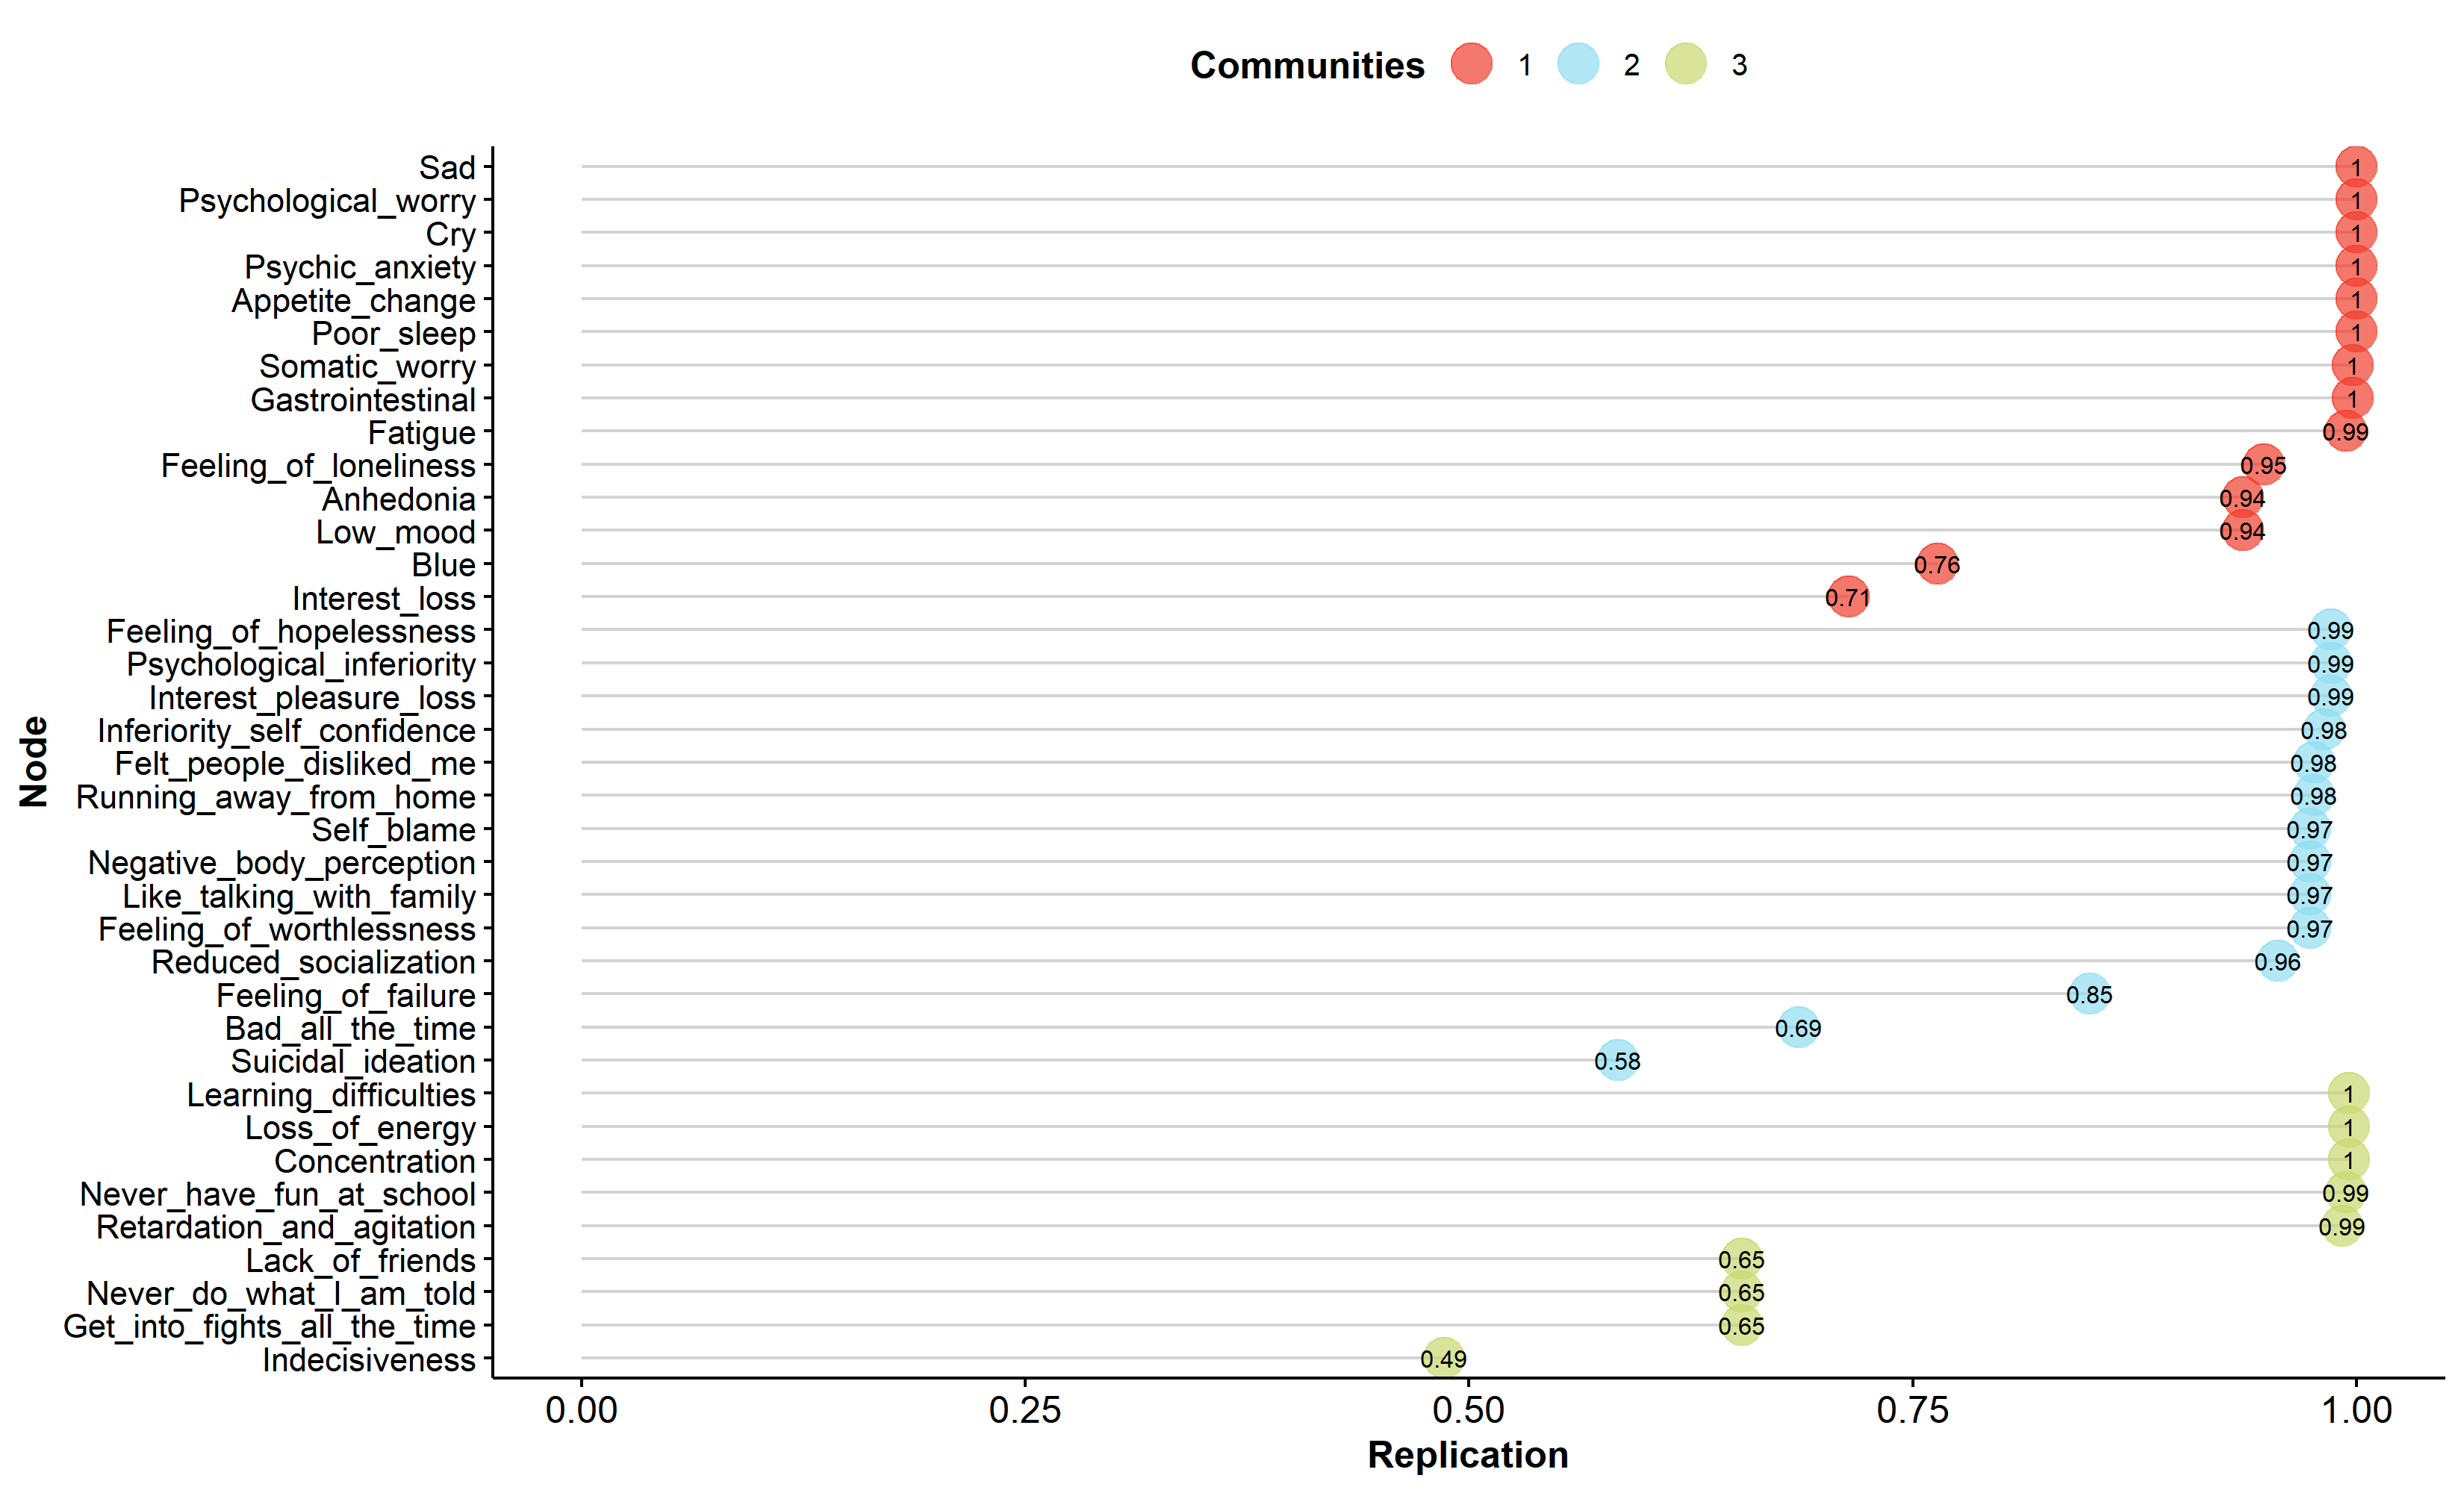 Communities 1 2 3
Sad 1
Psychological_worry 1
Cry 1
Psychic_anxiety 1
Appetite_change 1
Poor_sleep 1
Somatic_worry 1
Gastrointestinal 1
Fatigue 0.99
Feeling_of_loneliness 0.95
Anhedonia 0.94
Low_mood 0.94
Blue 0.76
Interest_loss 0.71
Feeling_of_hopelessness 0.99
Psychological_inferiority 0.99
Interest_pleasure_loss 0.99
Inferiority_self_confidence 0.98
Felt_people_disliked_me 0.98
Running_away_from_home 0.98
Self_blame 0.97
Negative_body_perception 0.97
Like_talking_with_family 0.97
Feeling_of_worthlessness 0.97
Reduced_socialization 0.96
Feeling_of_failure 0.85
Bad_all_the_time 0.69
Suicidal_ideation 0.58
Learning_difficulties 1
Loss_of_energy 1
Concentration 1
Never_have_fun_at_school 0.99
Retardation_and_agitation 0.99
Lack_of_friends 0.65
Never_do_what_I_am_told 0.65
Get_into_fights_all_the_time 0.65
Indecisiveness 0.49
Node
0.00 0.25 0.50 0.75 1.00
Replication